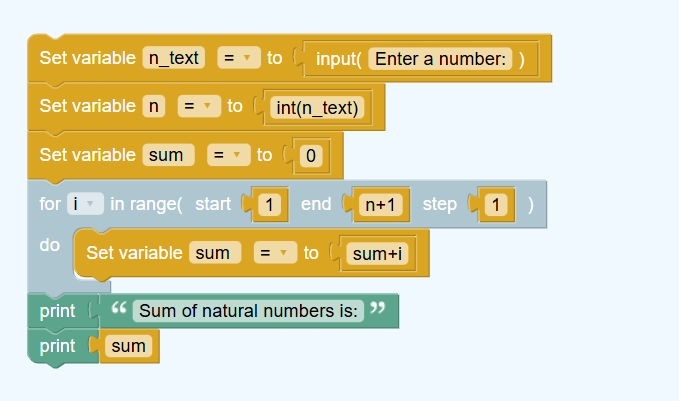 Set variable n_text = to input( Enter a number: )
Set variable n = to int(n_text)
Set variable sum = to 0
for i in range( start 1 end n+1 step 1 )
do Set variable sum = to sum+i
print “ Sum of natural numbers is: ”
print sum